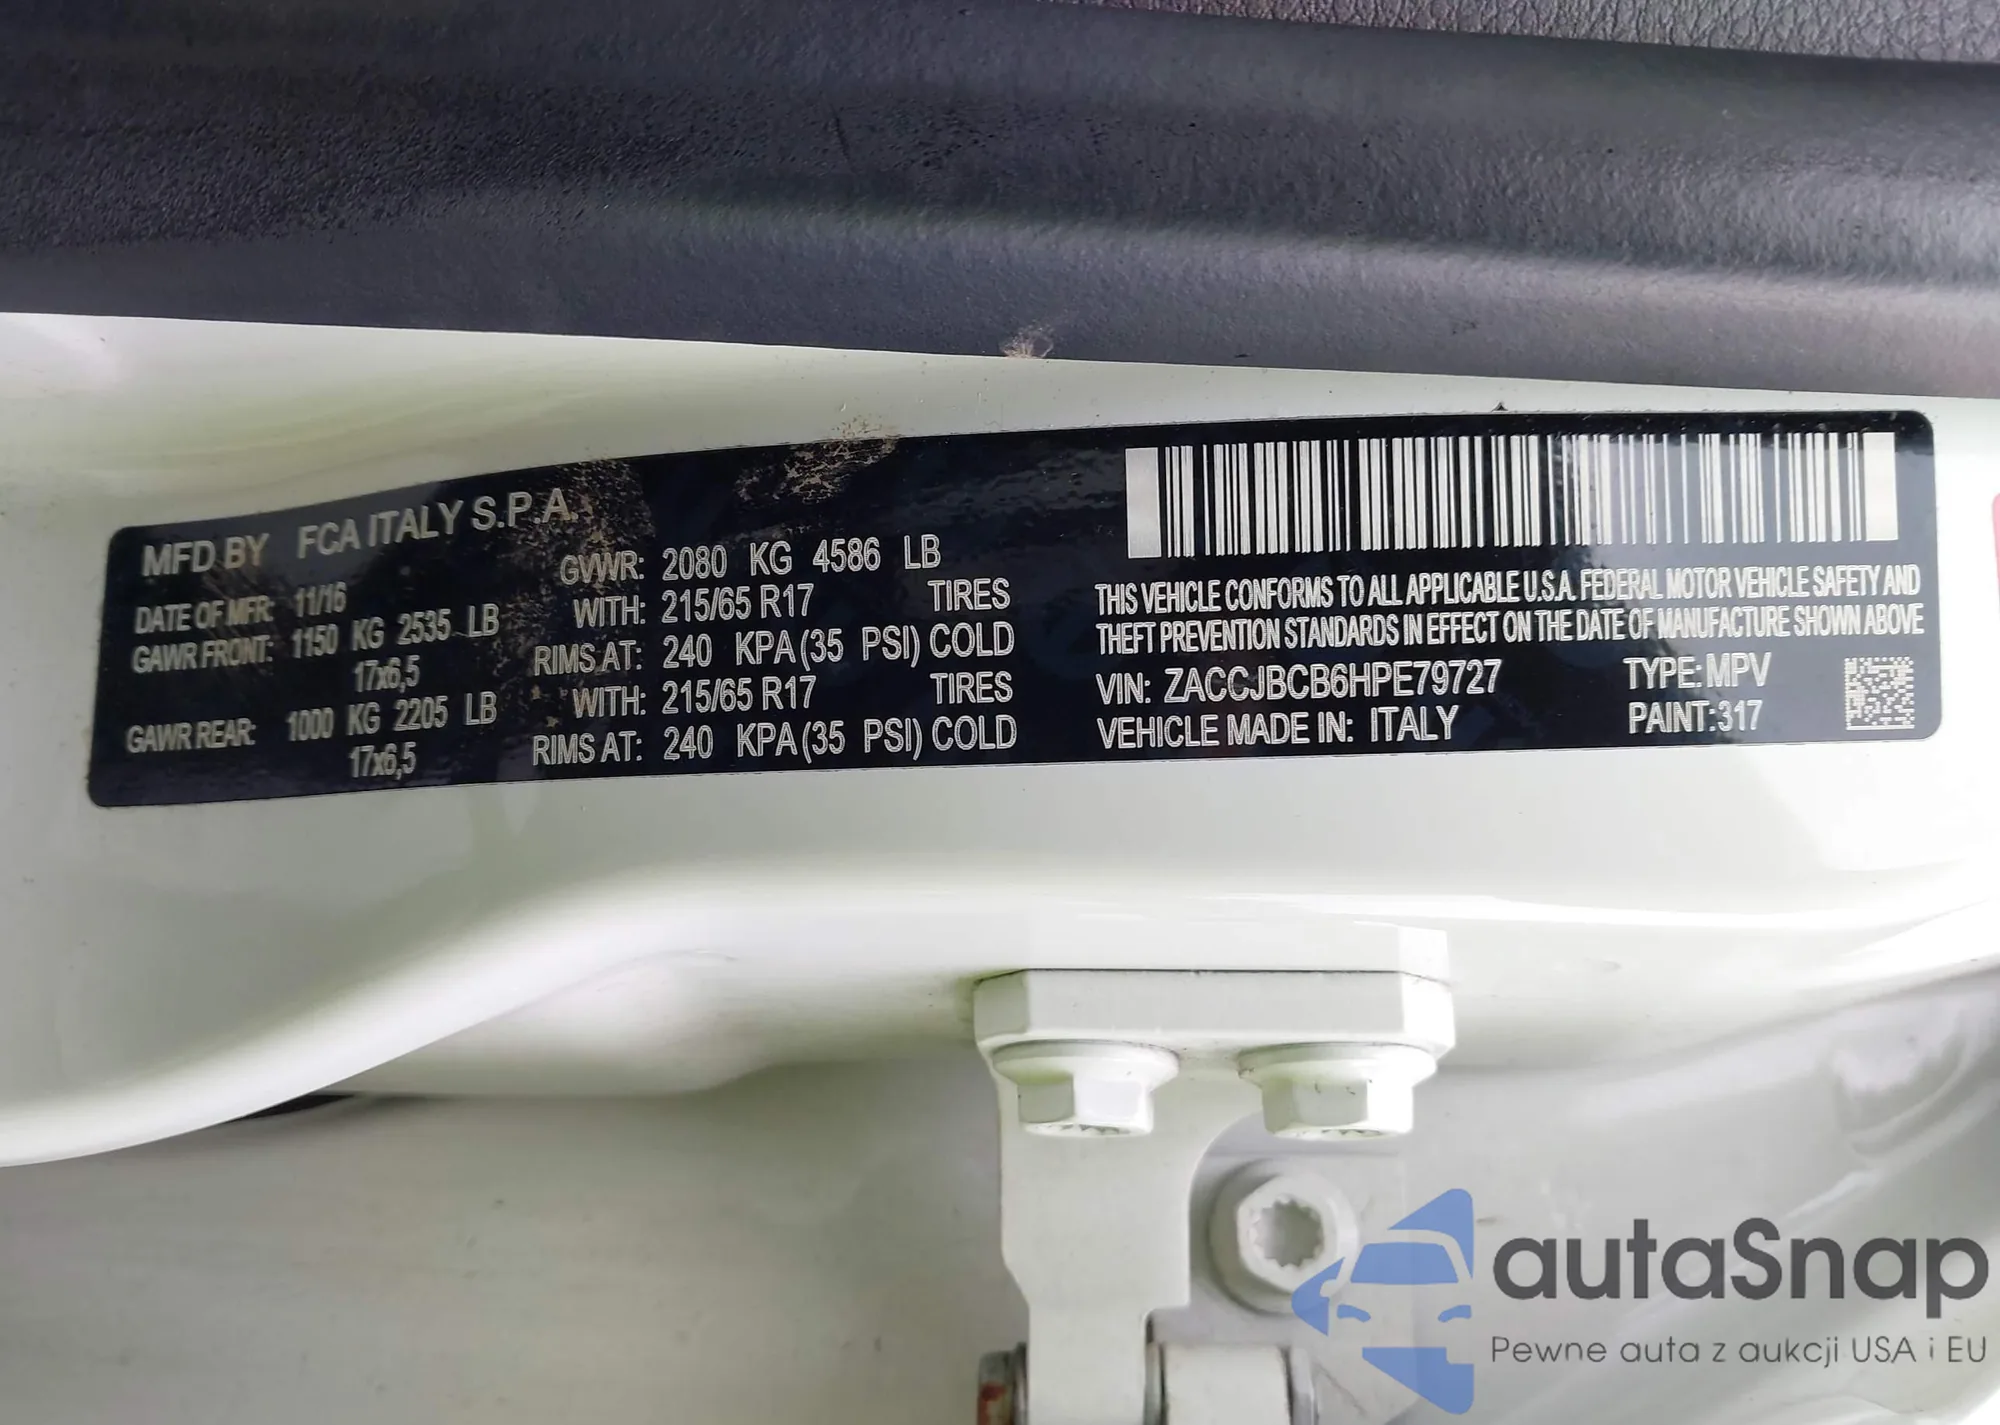 MFD BY FCA ITALY S.P.A.
DATE OF MFR: 11/16 GVWR: 2080 KG 4586 LB
GAWR FRONT: 1150 KG 2535 LB WITH: 215/65 R17 TIRES
17x6,5 RIMS AT: 240 KPA (35 PSI) COLD
GAWR REAR: 1000 KG 2205 LB WITH: 215/65 R17 TIRES
17x6,5 RIMS AT: 240 KPA (35 PSI) COLD
THIS VEHICLE CONFORMS TO ALL APPLICABLE U.S.A. FEDERAL MOTOR VEHICLE SAFETY AND
THEFT PREVENTION STANDARDS IN EFFECT ON THE DATE OF MANUFACTURE SHOWN ABOVE
VIN: ZACCJBCB6HPE79727 TYPE: MPV
VEHICLE MADE IN: ITALY PAINT: 317
autaSnap
Pewne auta z aukcji USA i EU